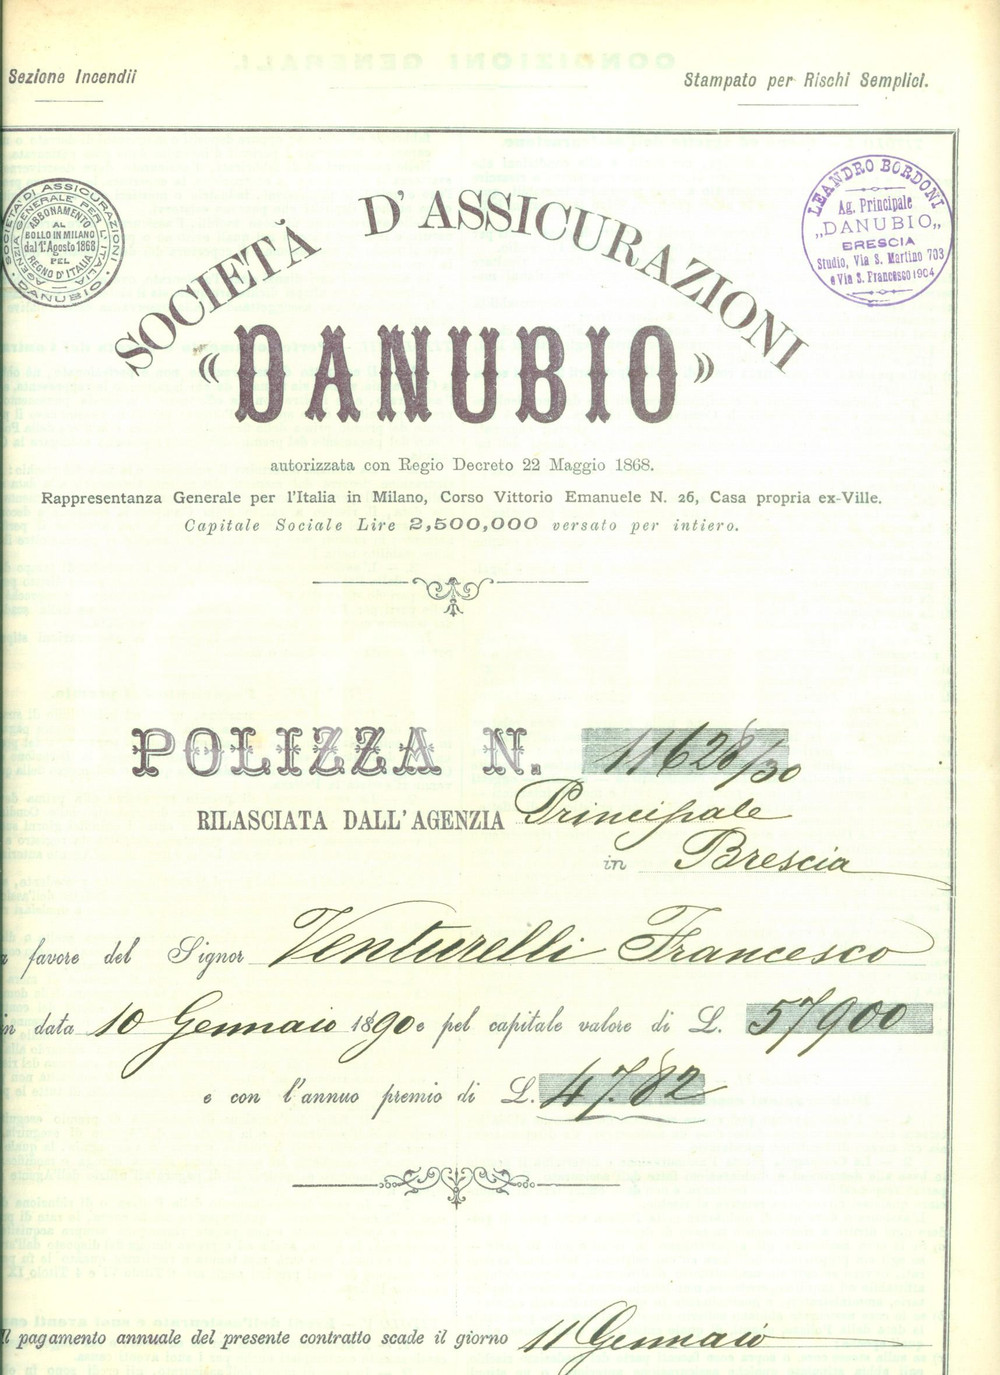 Sezione Incendii
Stampato per Rischi Semplici.
SOCIETÀ DI ASSICURAZIONI
DANUBIO
AGENZIA GENERALE PER L'ITALIA
ABBONAMENTO
AL
BOLLO IN MILANO
dal 1° Agosto 1868
PEL
REGNO D'ITALIA
LEANDRO BORDONI
Ag. Principale
„DANUBIO„
BRESCIA
Studio, Via S. Martino 703
e Via S. Francesco 1904
SOCIETÀ D'ASSICURAZIONI
« DANUBIO »
autorizzata con Regio Decreto 22 Maggio 1868.
Rappresentanza Generale per l'Italia in Milano, Corso Vittorio Emanuele N. 26, Casa propria ex-Ville.
Capitale Sociale Lire 2,500,000 versato per intiero.
POLIZZA N. 11628/30
RILASCIATA DALL'AGENZIA Principale
in Brescia
a favore del Signor Venturelli Francesco
in data 10 Gennaio 1890 e pel capitale valore di L. 57900
e con l'annuo premio di L. 47.82
Il pagamento annuale del presente contratto scade il giorno 11 Gennaio